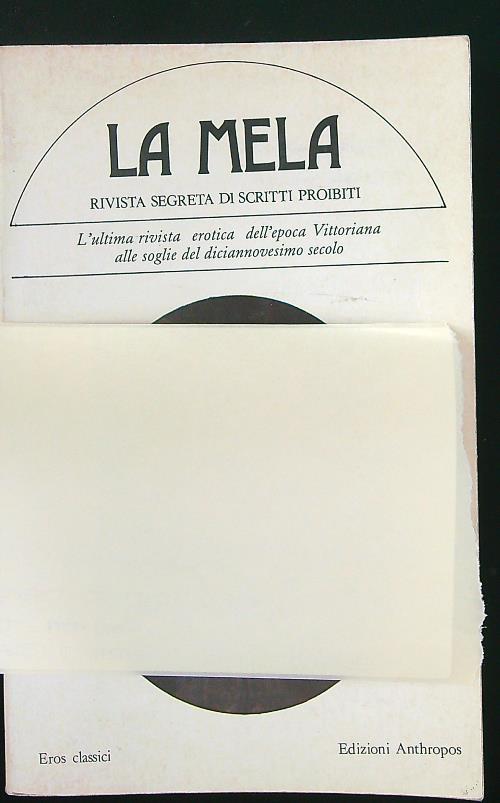 LA MELA
RIVISTA SEGRETA DI SCRITTI PROIBITI
L'ultima rivista erotica dell'epoca Vittoriana
alle soglie del diciannovesimo secolo
Eros classici
Edizioni Anthropos